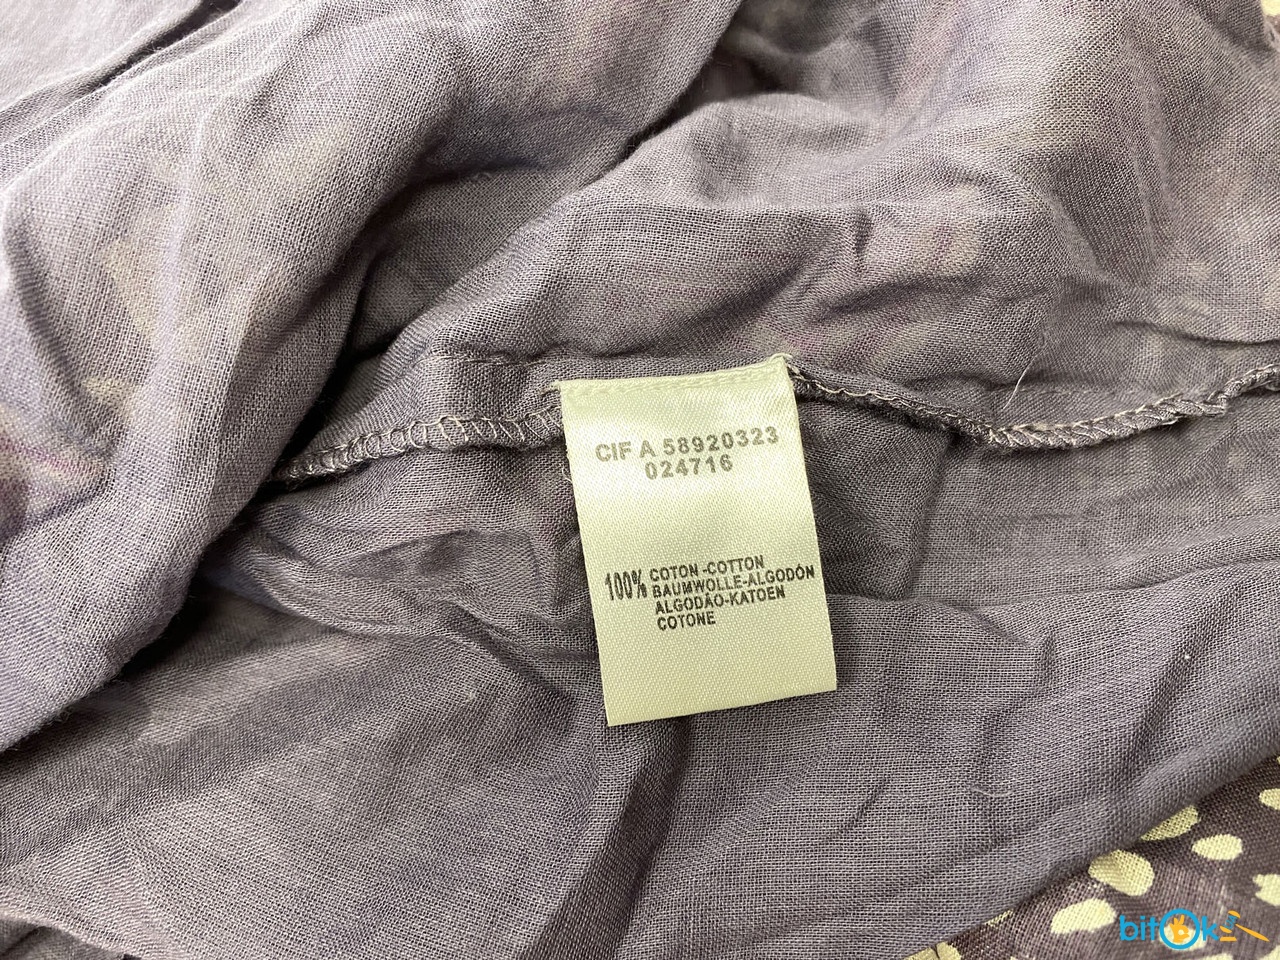 CIF A 58920323
024716
100% COTON -COTTON
BAUMWOLLE-ALGODÓN
ALGODÃO-KATOEN
COTONE
bitOk